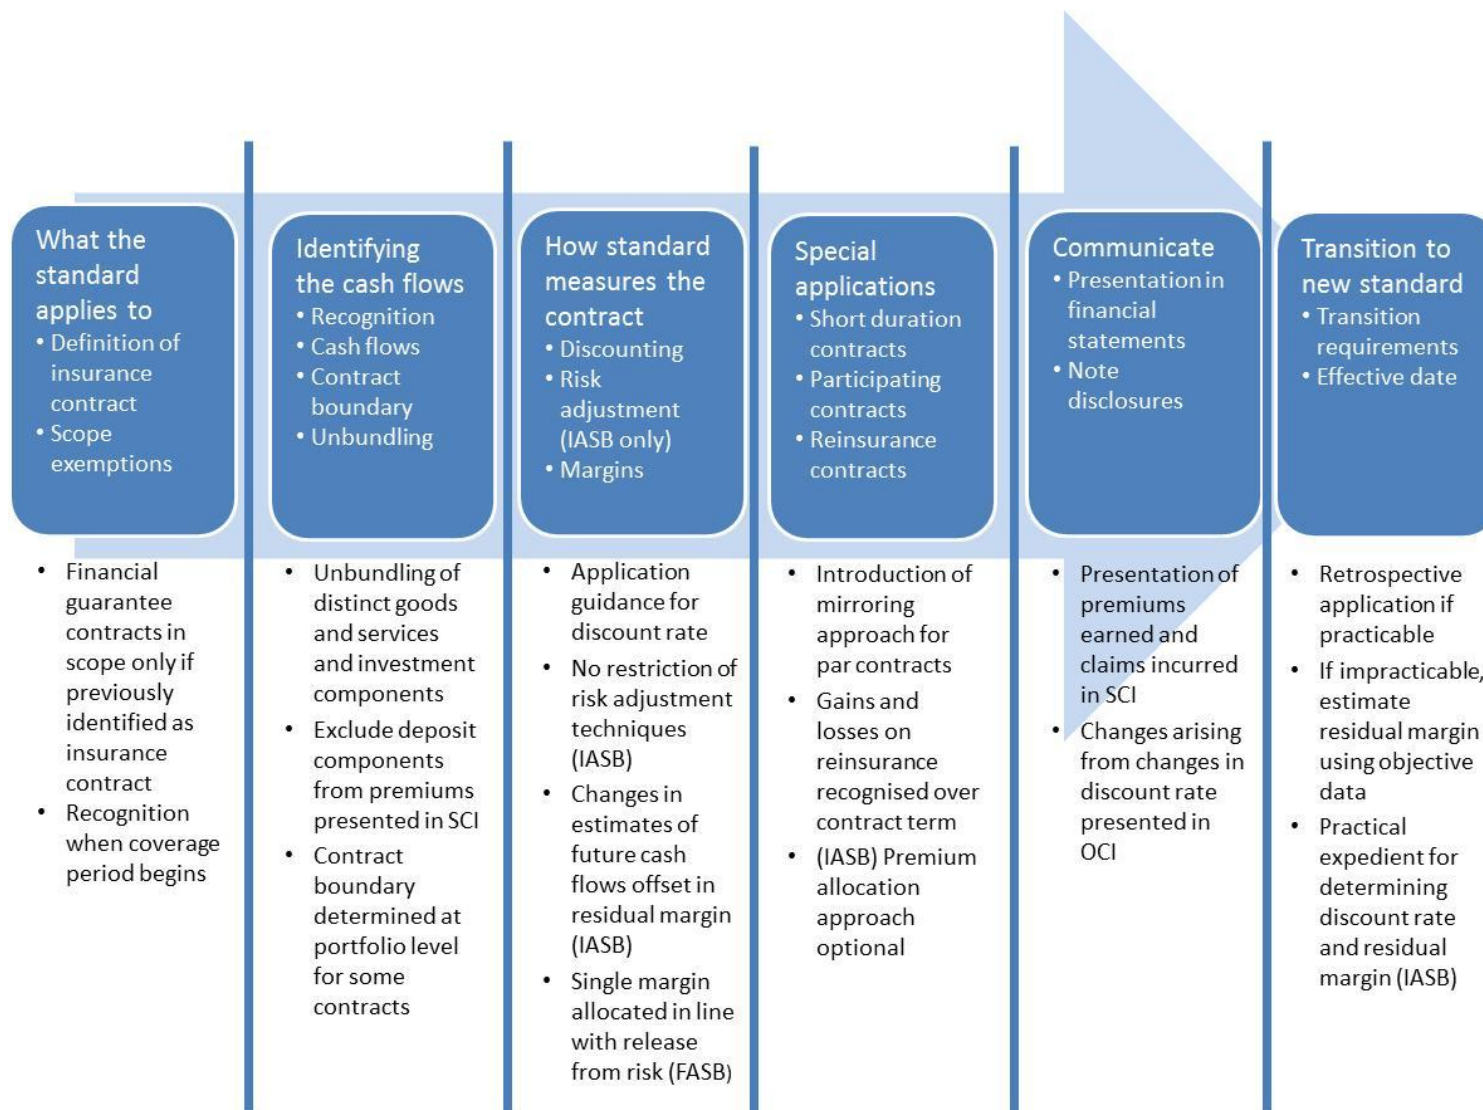 What the
standard
applies to
• Definition of
insurance
contract
• Scope
exemptions
Identifying
the cash flows
• Recognition
• Cash flows
• Contract
boundary
• Unbundling
How standard
measures the
contract
• Discounting
• Risk
adjustment
(IASB only)
• Margins
Special
applications
• Short duration
contracts
• Participating
contracts
• Reinsurance
contracts
Communicate
• Presentation in
financial
statements
• Note
disclosures
Transition to
new standard
• Transition
requirements
• Effective date
• Financial
guarantee
contracts in
scope only if
previously
identified as
insurance
contract
• Recognition
when coverage
period begins
• Unbundling of
distinct goods
and services
and investment
components
• Exclude deposit
components
from premiums
presented in SCI
• Contract
boundary
determined at
portfolio level
for some
contracts
• Application
guidance for
discount rate
• No restriction of
risk adjustment
techniques
(IASB)
• Changes in
estimates of
future cash
flows offset in
residual margin
(IASB)
• Single margin
allocated in line
with release
from risk (FASB)
• Introduction of
mirroring
approach for
par contracts
• Gains and
losses on
reinsurance
recognised over
contract term
• (IASB) Premium
allocation
approach
optional
• Presentation of
premiums
earned and
claims incurred
in SCI
• Changes arising
from changes in
discount rate
presented in
OCI
• Retrospective
application if
practicable
• If impracticable,
estimate
residual margin
using objective
data
• Practical
expedient for
determining
discount rate
and residual
margin (IASB)